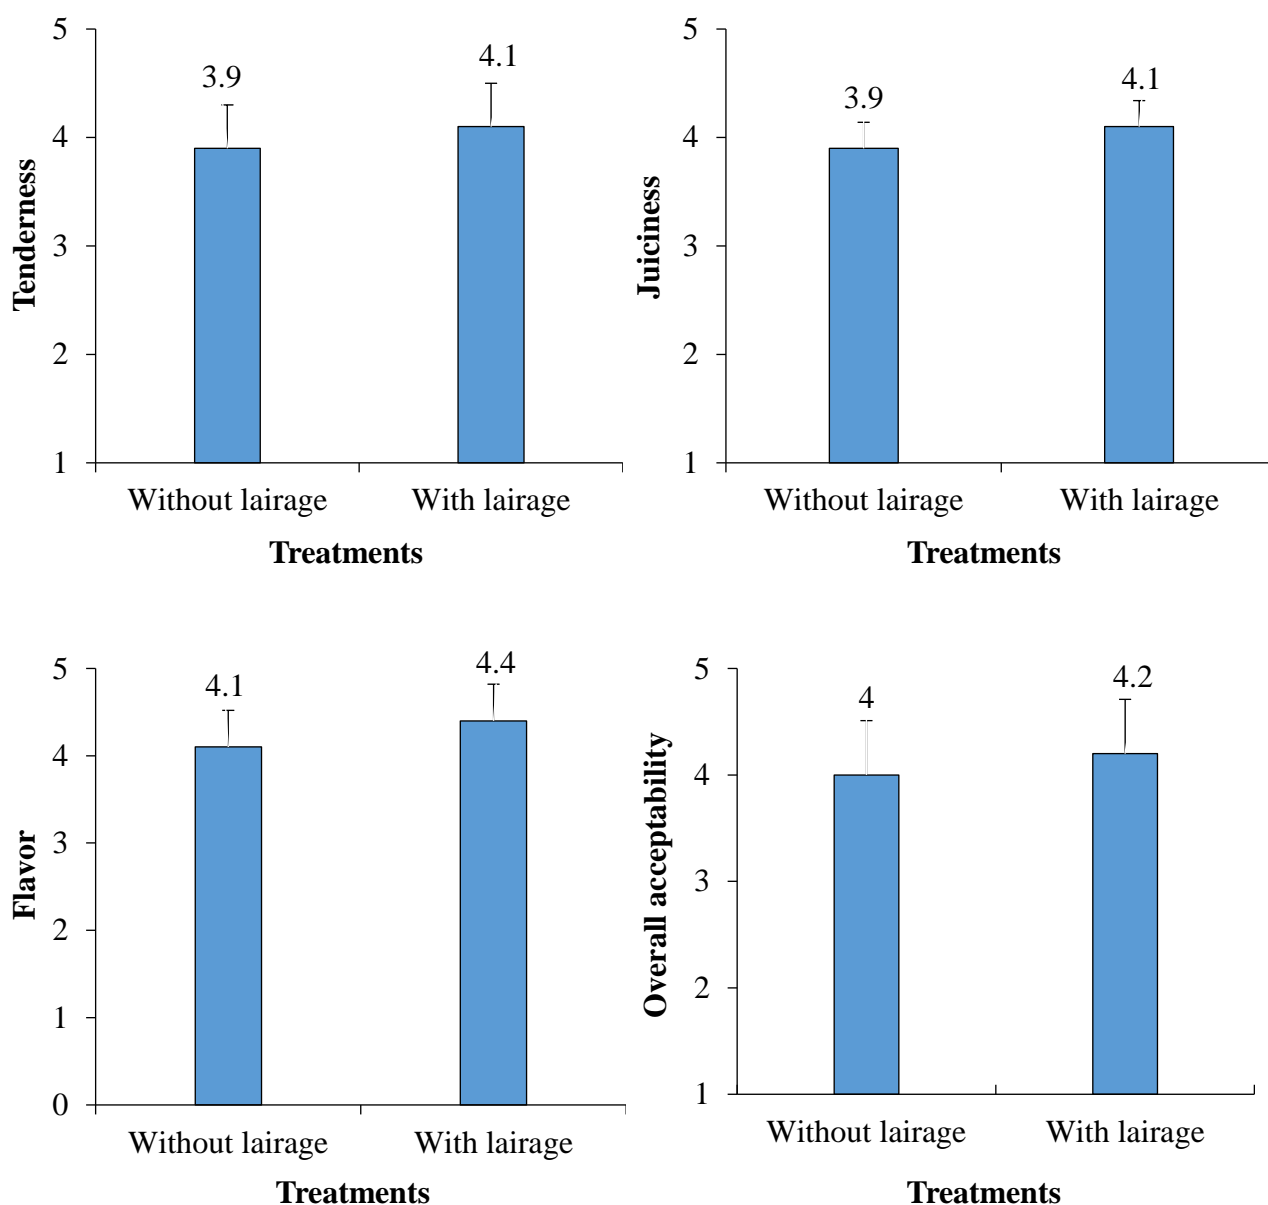 5
4
3
2
1
Tenderness
3.9
4.1
Without lairage
With lairage
Treatments
5
4
3
2
1
Juiciness
3.9
4.1
Without lairage
With lairage
Treatments
5
4
3
2
1
0
Flavor
4.1
4.4
Without lairage
With lairage
Treatments
5
4
3
2
1
Overall acceptability
4
4.2
Without lairage
With lairage
Treatments